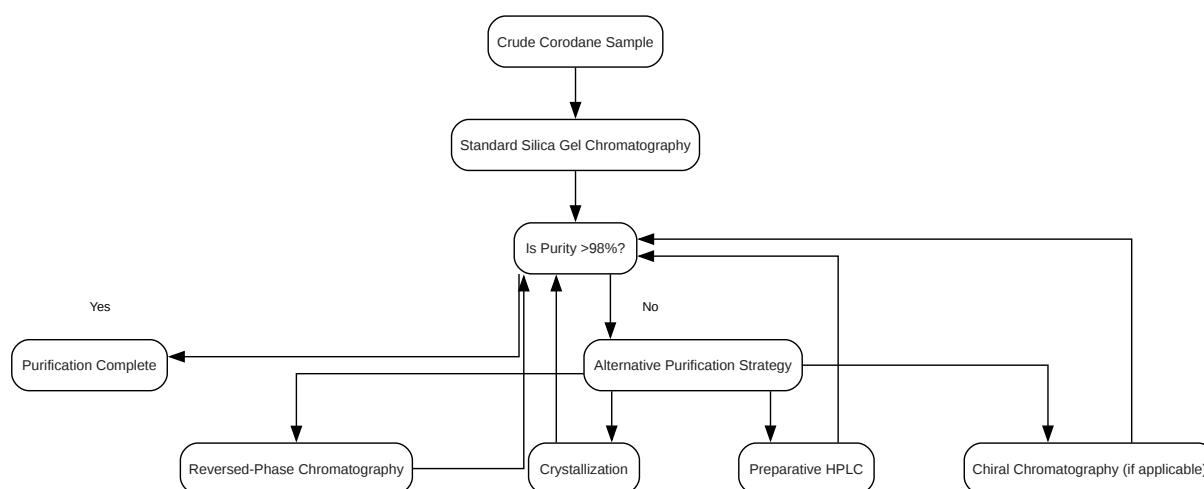 Crude Corodane Sample
Standard Silica Gel Chromatography
Is Purity >98%?
Yes
No
Purification Complete
Alternative Purification Strategy
Reversed-Phase Chromatography
Crystallization
Preparative HPLC
Chiral Chromatography (if applicable)